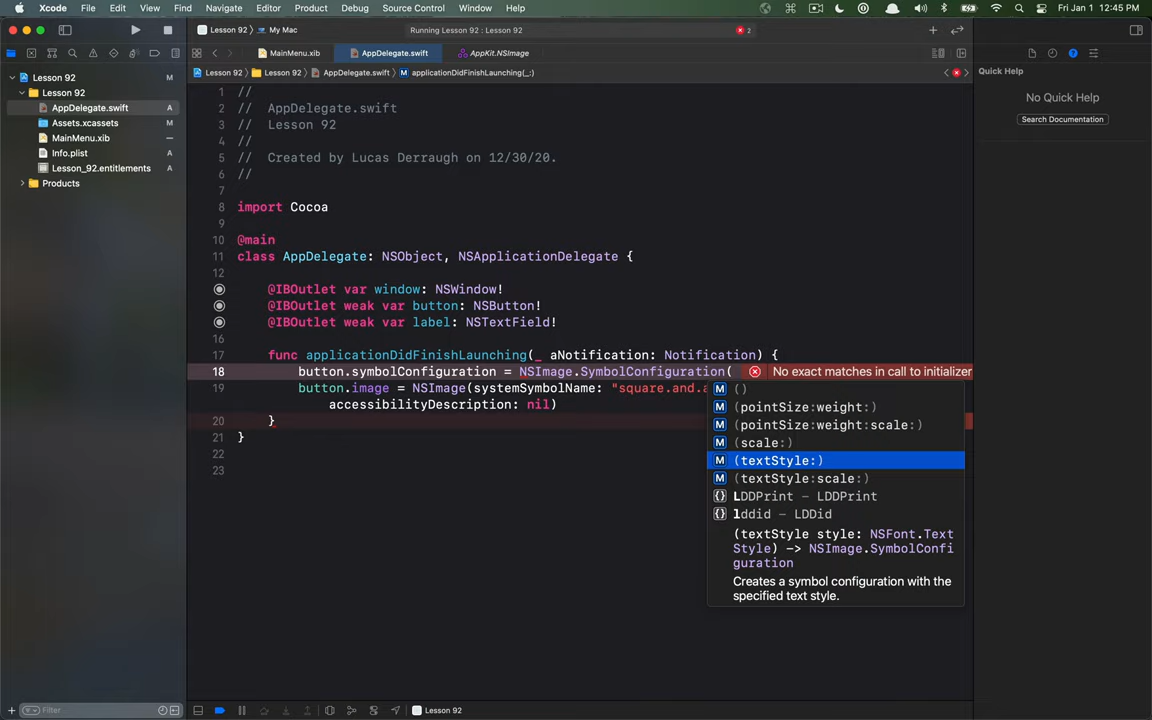 Xcode File Edit View Find Navigate Editor Product Debug Source Control Window Help Fri Jan 1 12:45 PM
Lesson 92 My Mac Running Lesson 92 : Lesson 92 2
MainMenu.xib AppDelegate.swift AppKit.NSImage
Lesson 92 Lesson 92 AppDelegate.swift M applicationDidFinishLaunching(_:)
Quick Help
No Quick Help
Search Documentation
Lesson 92 M
Lesson 92
AppDelegate.swift A
Assets.xcassets A
MainMenu.xib
Info.plist A
Lesson_92.entitlements A
Products
1 //
2 // AppDelegate.swift
3 // Lesson 92
4 //
5 // Created by Lucas Derraugh on 12/30/20.
6 //
7
8 import Cocoa
9
10 @main
11 class AppDelegate: NSObject, NSApplicationDelegate {
12
13 @IBOutlet var window: NSWindow!
14 @IBOutlet weak var button: NSButton!
15 @IBOutlet weak var label: NSTextField!
16
17 func applicationDidFinishLaunching(_ aNotification: Notification) {
18 button.symbolConfiguration = NSImage.SymbolConfiguration( No exact matches in call to initializer
19 button.image = NSImage(systemSymbolName: "square.and.a
accessibilityDescription: nil)
20 }
21 }
22
23
M ()
M (pointSize:weight:)
M (pointSize:weight:scale:)
M (scale:)
M (textStyle:)
M (textStyle:scale:)
{} LDDPrint – LDDPrint
{} lddid – LDDid
(textStyle style: NSFont.Text
Style) -> NSImage.SymbolConfi
guration
Creates a symbol configuration with the
specified text style.
Filter
Lesson 92